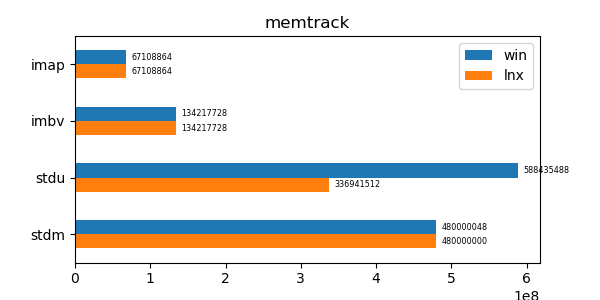 memtrack
win
lnx
imap
67108864
67108864
imbv
134217728
134217728
stdu
588435488
336941512
stdm
480000048
480000000
0 1 2 3 4 5 6
1e8